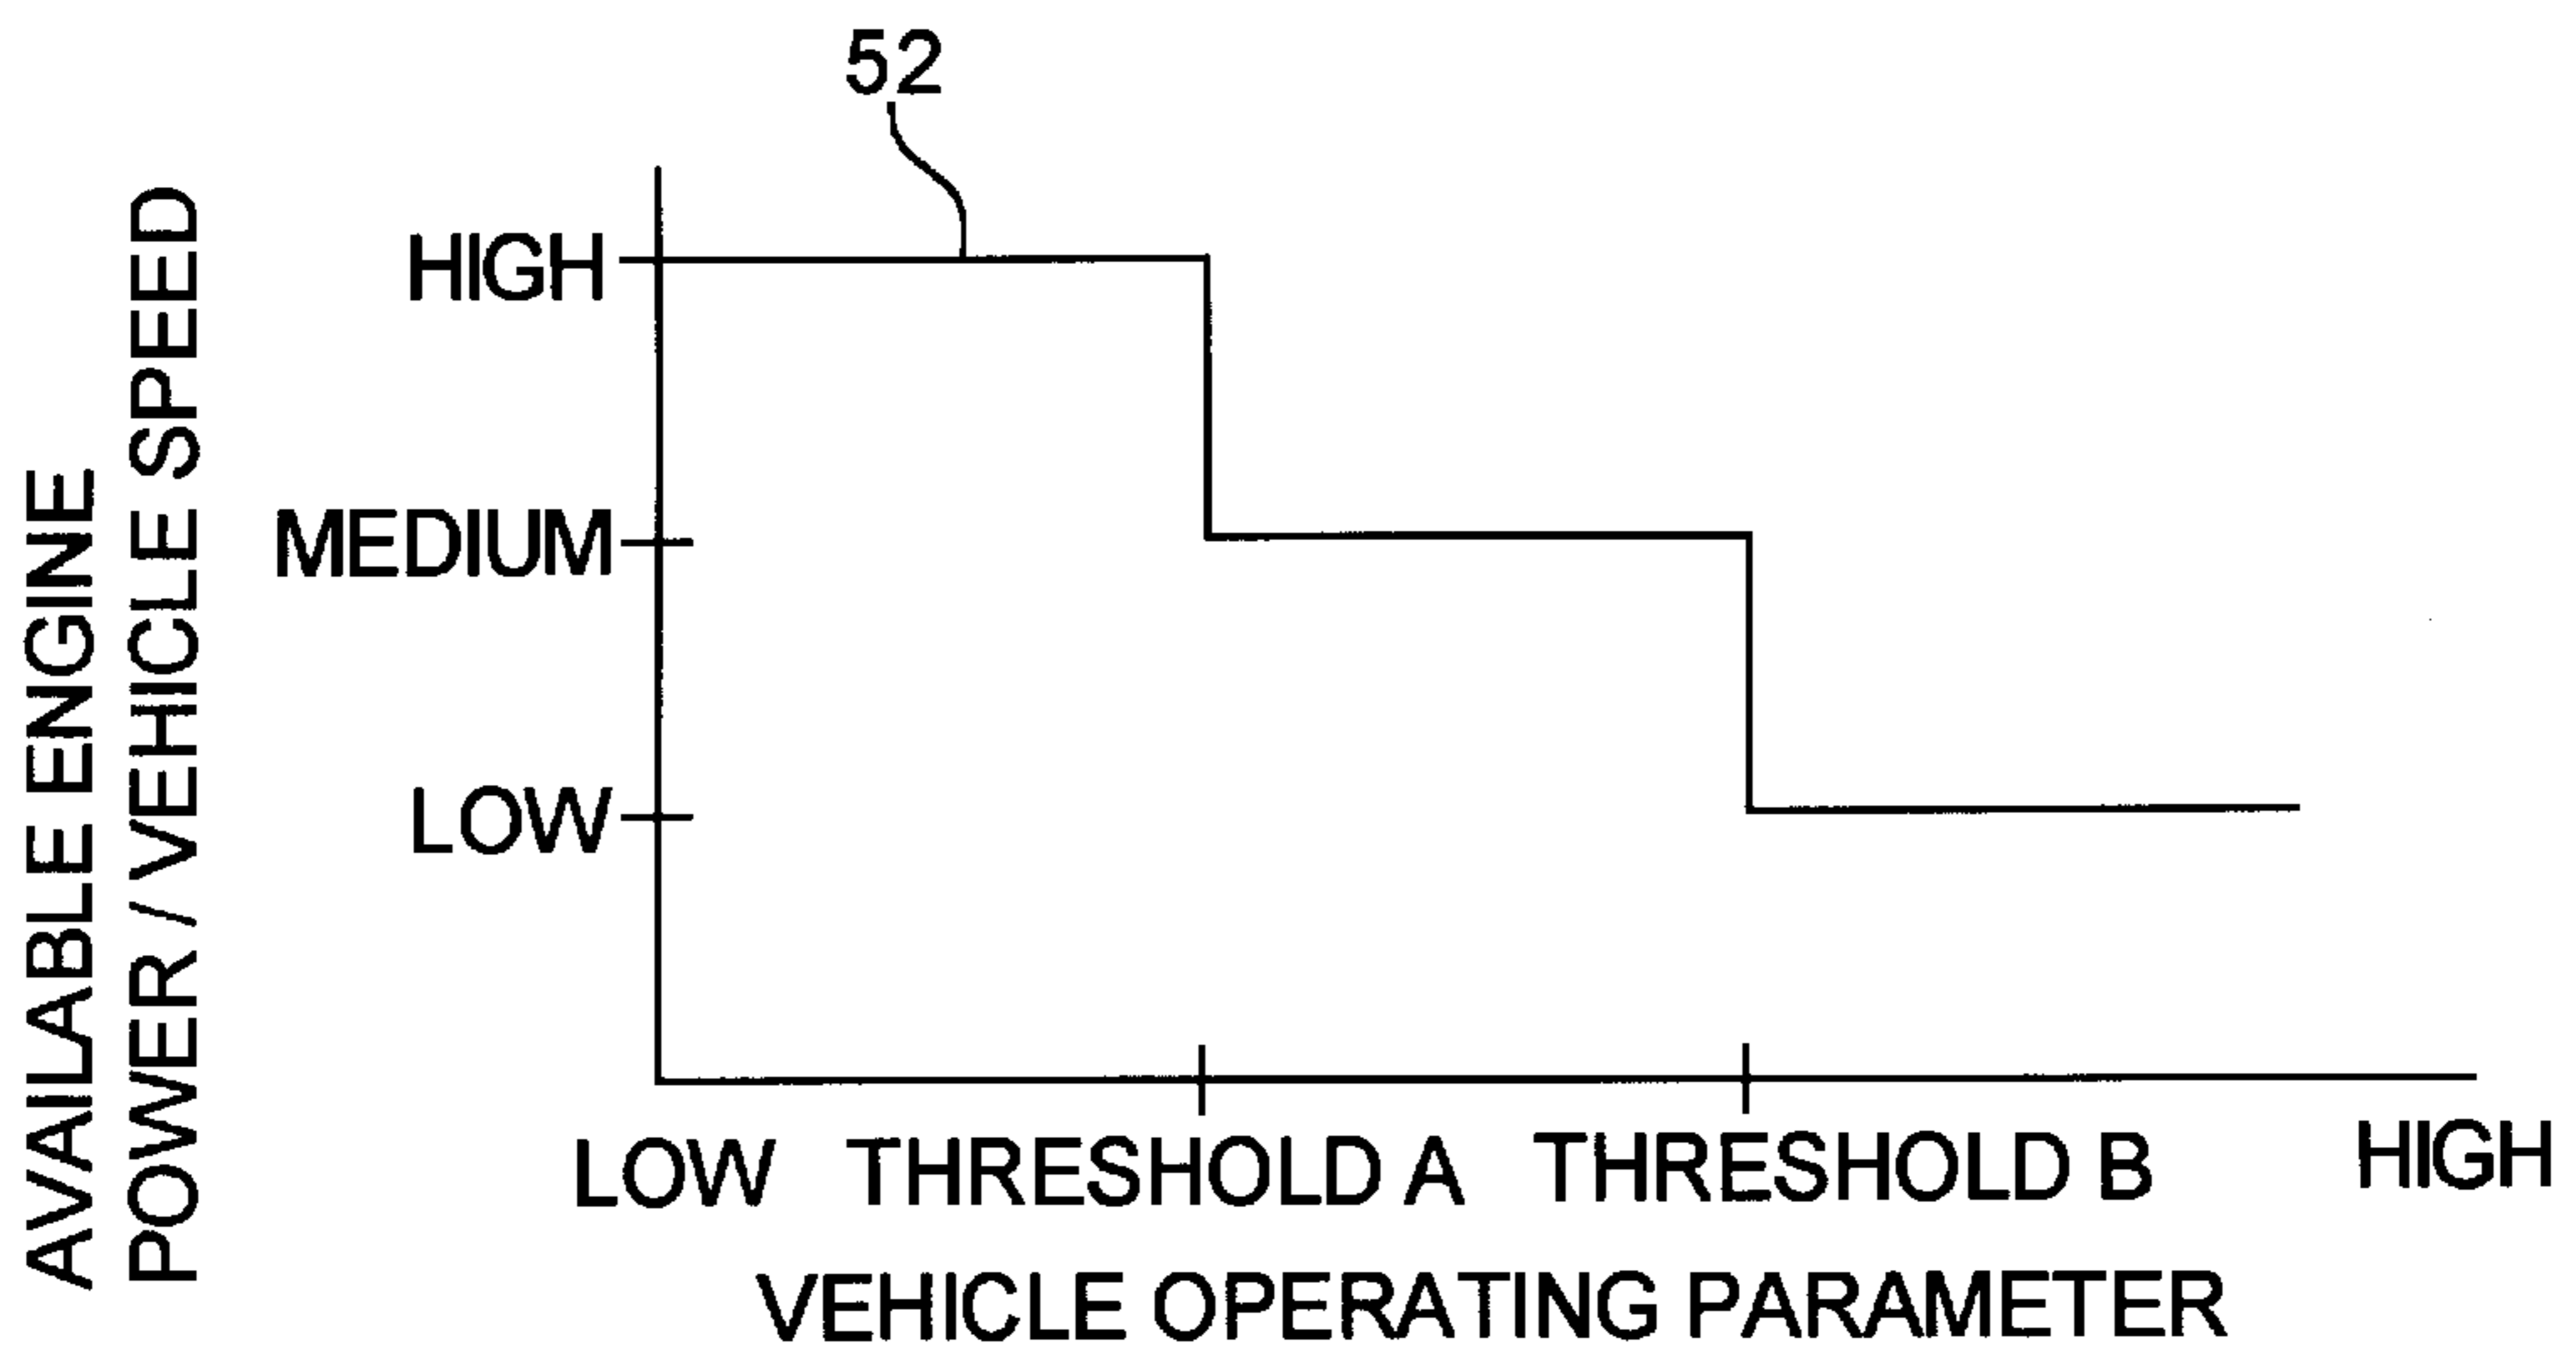 52
AVAILABLE ENGINE
POWER / VEHICLE SPEED
HIGH
MEDIUM
LOW
LOW THRESHOLD A THRESHOLD B HIGH
VEHICLE OPERATING PARAMETER